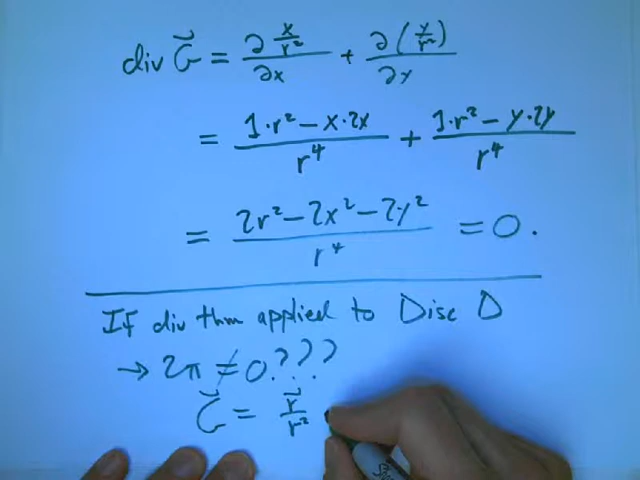 div G⃗ = ∂ x/r² / ∂x + ∂(y/r²) / ∂y
= (1·r² − x·2x) / r⁴ + (1·r² − y·2y) / r⁴
= (2r² − 2x² − 2y²) / r⁴ = 0.
If div thm applied to Disc D
→ 2π ≠ 0???
G⃗ = r⃗ / r²